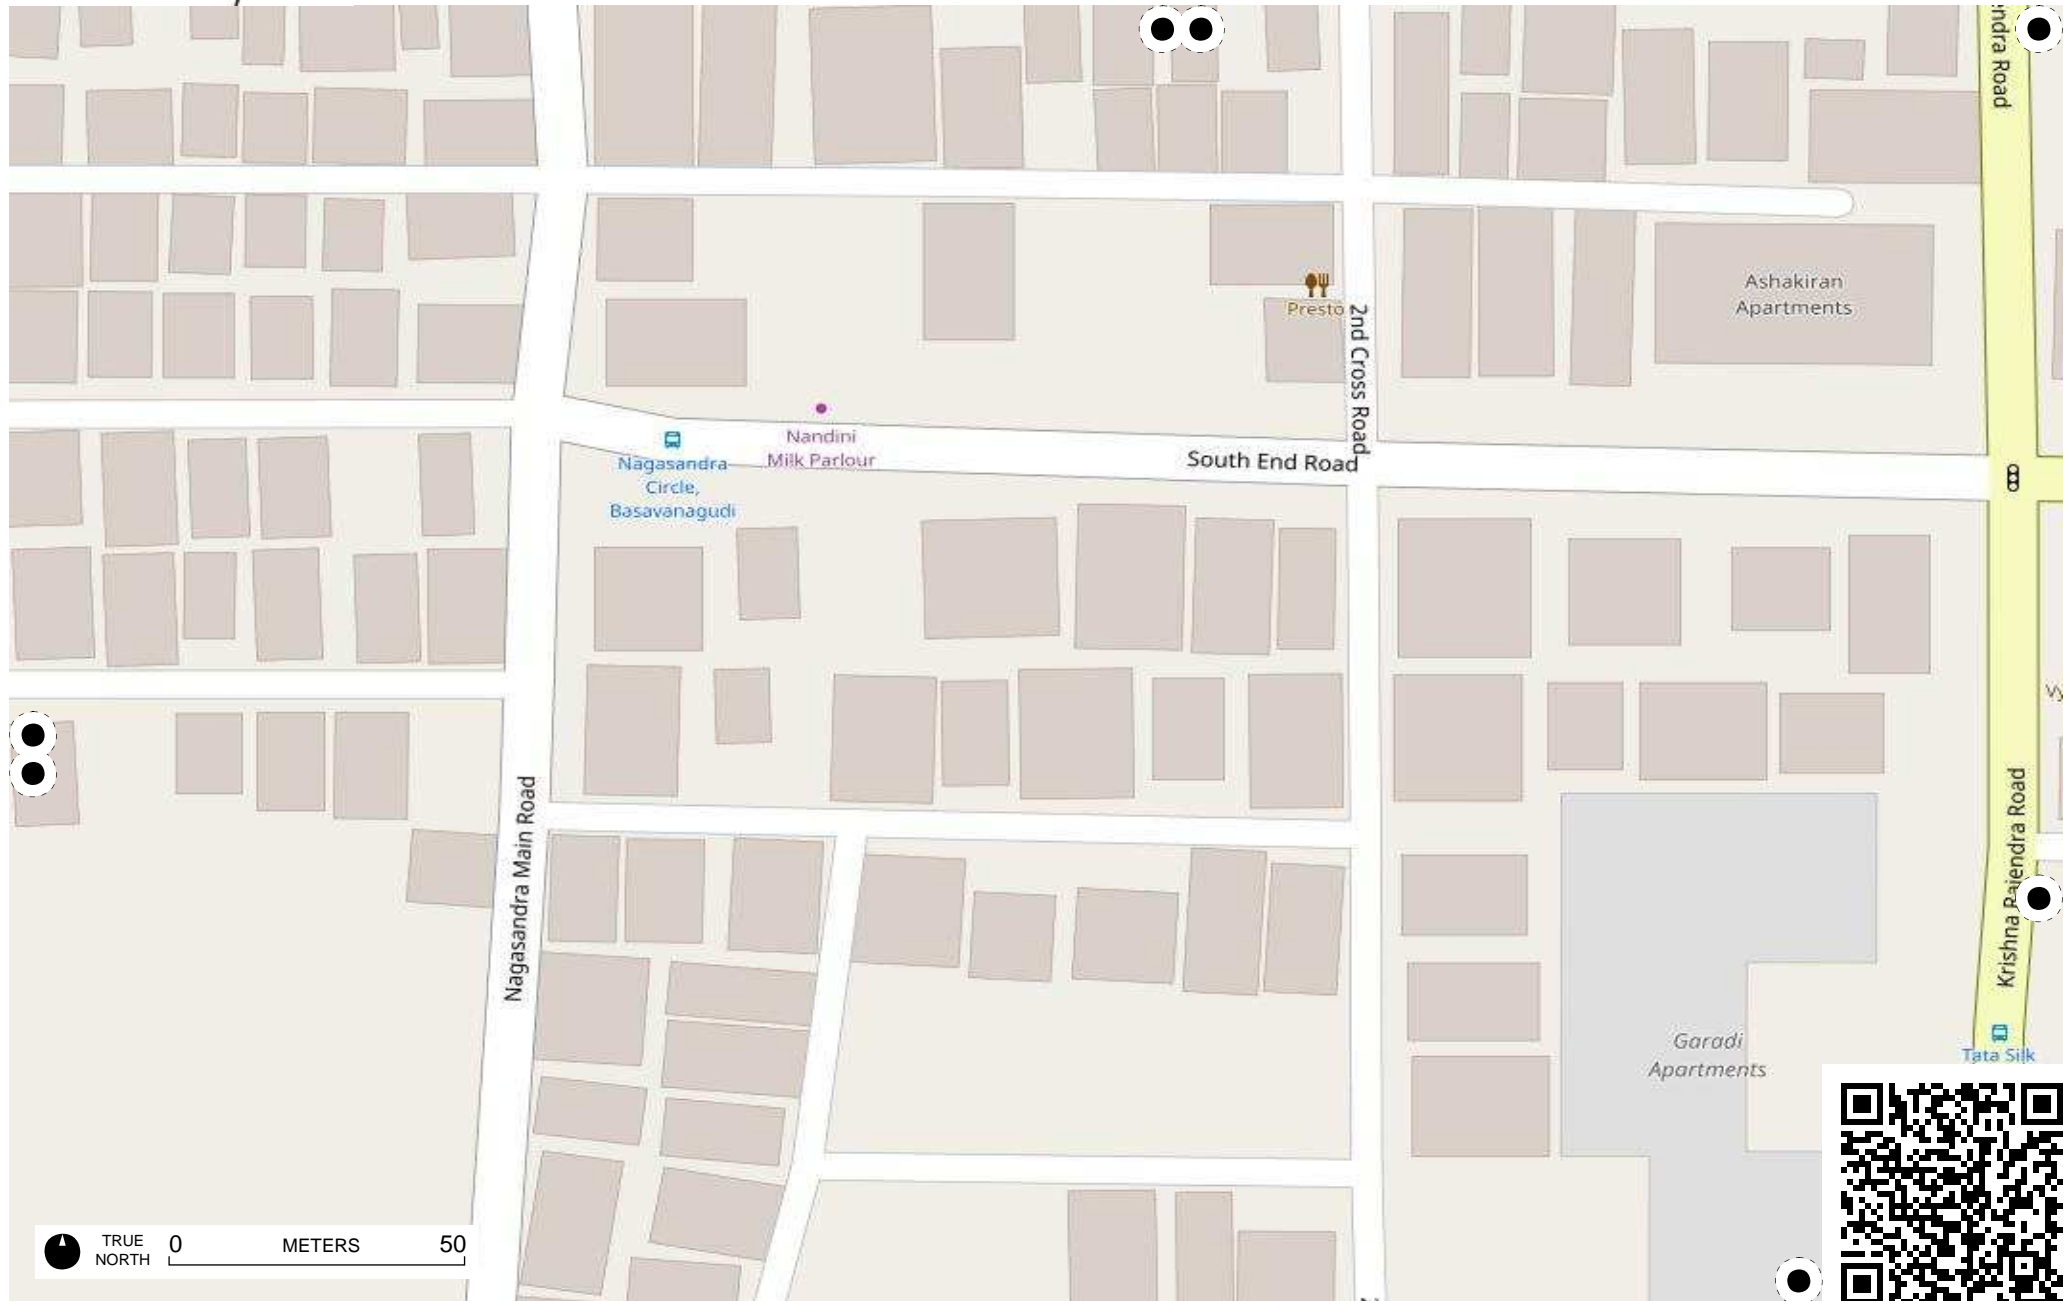 endra Road
Ashakiran
Apartments
Presto
2nd Cross Road
Nandini
Milk Parlour
South End Road
Nagasandra
Circle,
Basavanagudi
Nagasandra Main Road
Krishna Rajendra Road
Garadi
Apartments
Tata Silk
TRUE
NORTH
0 METERS 50